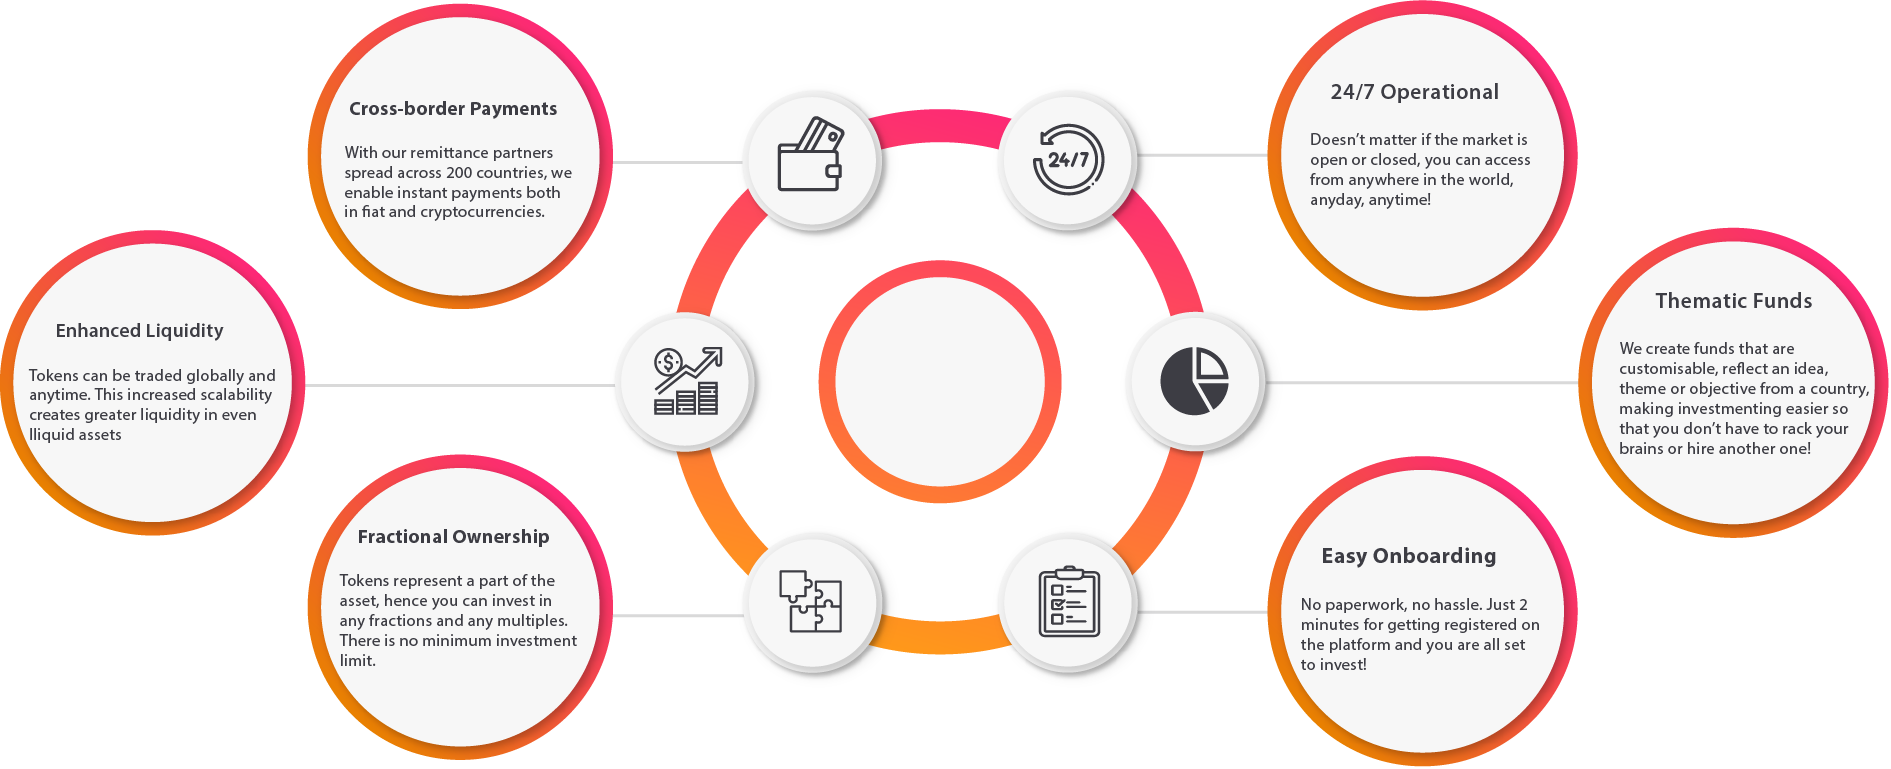 Cross-border Payments
With our remittance partners
spread across 200 countries, we
enable instant payments both
in fiat and cryptocurrencies.
Enhanced Liquidity
Tokens can be traded globally and
anytime. This increased scalability
creates greater liquidity in even
Iliquid assets
Fractional Ownership
Tokens represent a part of the
asset, hence you can invest in
any fractions and any multiples.
There is no minimum investment
limit.
24/7
24/7 Operational
Doesn’t matter if the market is
open or closed, you can access
from anywhere in the world,
anyday, anytime!
Thematic Funds
We create funds that are
customisable, reflect an idea,
theme or objective from a country,
making investmenting easier so
that you don’t have to rack your
brains or hire another one!
Easy Onboarding
No paperwork, no hassle. Just 2
minutes for getting registered on
the platform and you are all set
to invest!